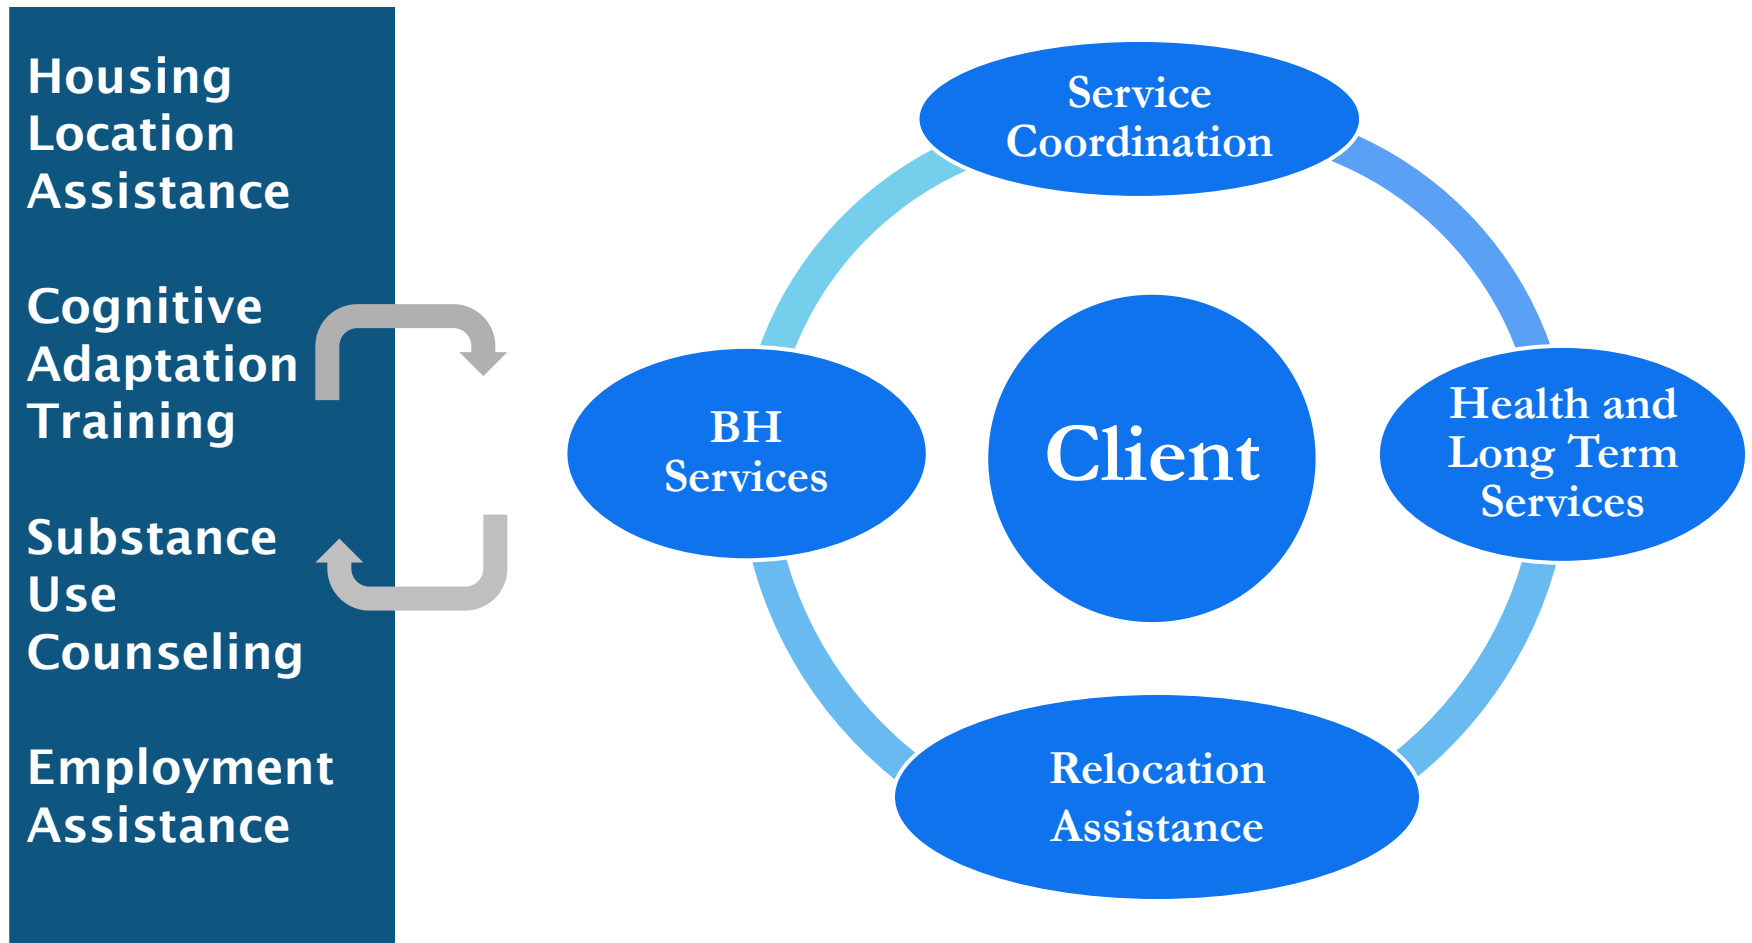 Housing
Location
Assistance
Cognitive
Adaptation
Training
Substance
Use
Counseling
Employment
Assistance
Service
Coordination
BH
Services
Client
Health and
Long Term
Services
Relocation
Assistance